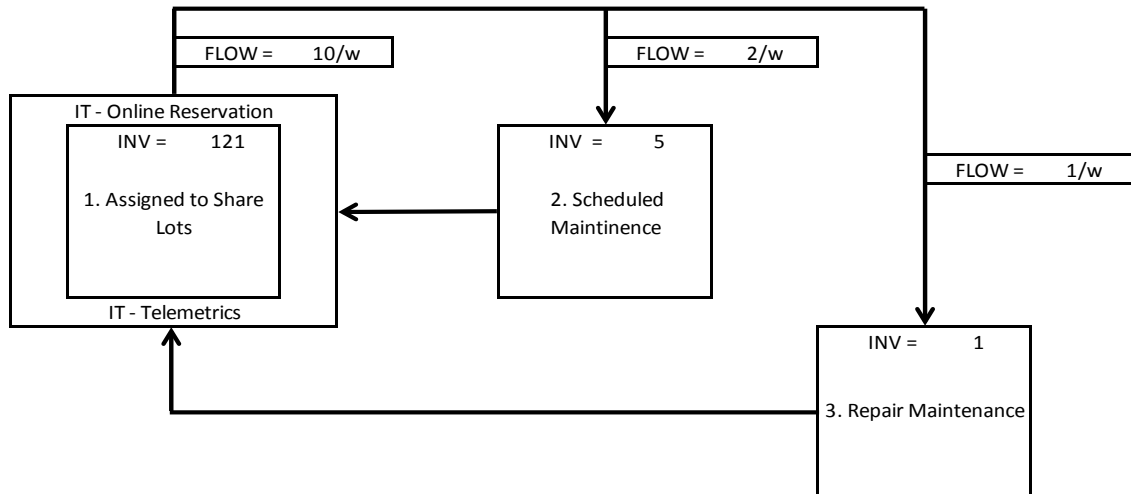 FLOW = 10/w
FLOW = 2/w
IT - Online Reservation
INV = 121
1. Assigned to Share
Lots
IT - Telemetrics
INV = 5
2. Scheduled
Maintinence
FLOW = 1/w
INV = 1
3. Repair Maintenance